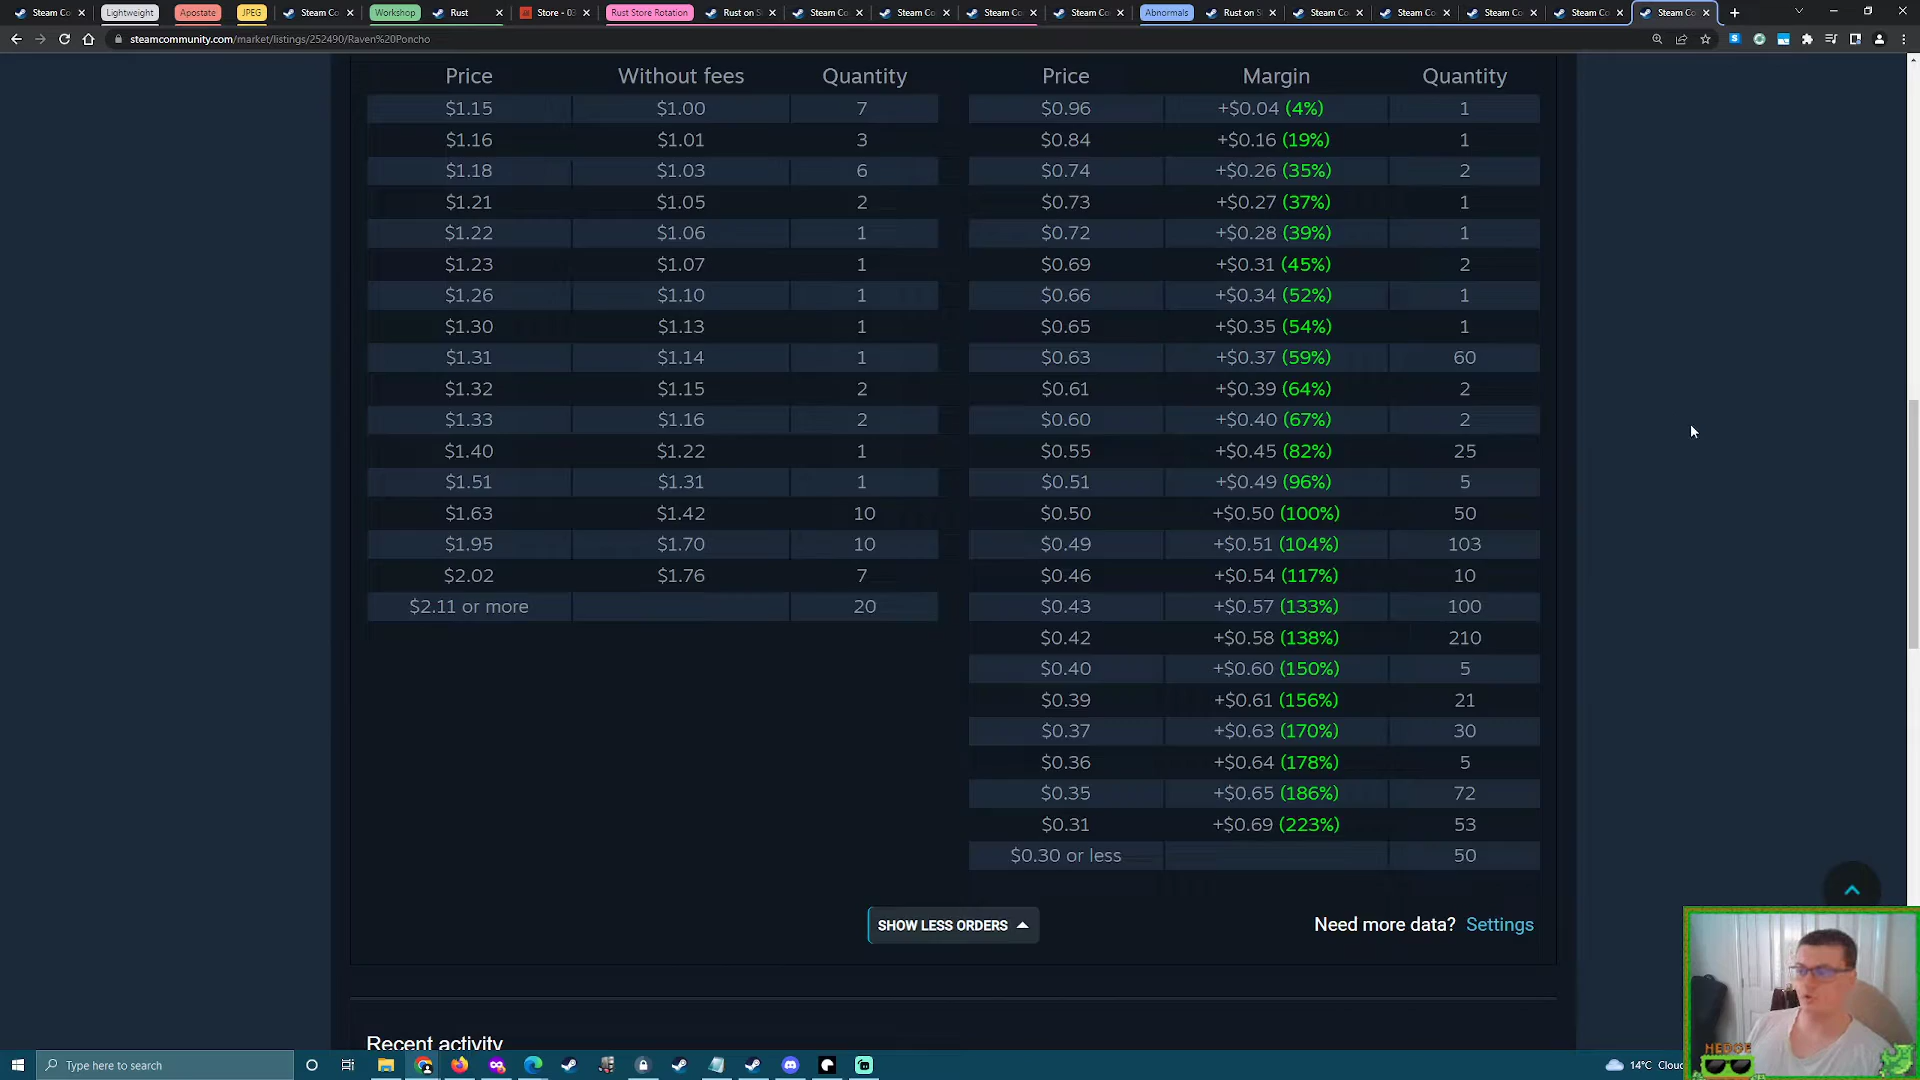 Steam Co
Lightweight
Apostate
JPEG
Steam Co
Workshop
Rust
Store - 03
Rust Store Rotation
Rust on S
Steam Co
Steam Co
Steam Co
Steam Co
Abnormals
Rust on S
Steam Co
Steam Co
Steam Co
Steam Co
Steam Co
steamcommunity.com/market/listings/252490/Raven%20Poncho
Price Without fees Quantity Price Margin Quantity
$1.15 $1.00 7 $0.96 +$0.04 (4%) 1
$1.16 $1.01 3 $0.84 +$0.16 (19%) 1
$1.18 $1.03 6 $0.74 +$0.26 (35%) 2
$1.21 $1.05 2 $0.73 +$0.27 (37%) 1
$1.22 $1.06 1 $0.72 +$0.28 (39%) 1
$1.23 $1.07 1 $0.69 +$0.31 (45%) 2
$1.26 $1.10 1 $0.66 +$0.34 (52%) 1
$1.30 $1.13 1 $0.65 +$0.35 (54%) 1
$1.31 $1.14 1 $0.63 +$0.37 (59%) 60
$1.32 $1.15 2 $0.61 +$0.39 (64%) 2
$1.33 $1.16 2 $0.60 +$0.40 (67%) 2
$1.40 $1.22 1 $0.55 +$0.45 (82%) 25
$1.51 $1.31 1 $0.51 +$0.49 (96%) 5
$1.63 $1.42 10 $0.50 +$0.50 (100%) 50
$1.95 $1.70 10 $0.49 +$0.51 (104%) 103
$2.02 $1.76 7 $0.46 +$0.54 (117%) 10
$2.11 or more 20 $0.43 +$0.57 (133%) 100
$0.42 +$0.58 (138%) 210
$0.40 +$0.60 (150%) 5
$0.39 +$0.61 (156%) 21
$0.37 +$0.63 (170%) 30
$0.36 +$0.64 (178%) 5
$0.35 +$0.65 (186%) 72
$0.31 +$0.69 (223%) 53
$0.30 or less 50
SHOW LESS ORDERS
Need more data? Settings
Recent activity
HEDGE
Type here to search
14°C Cloud